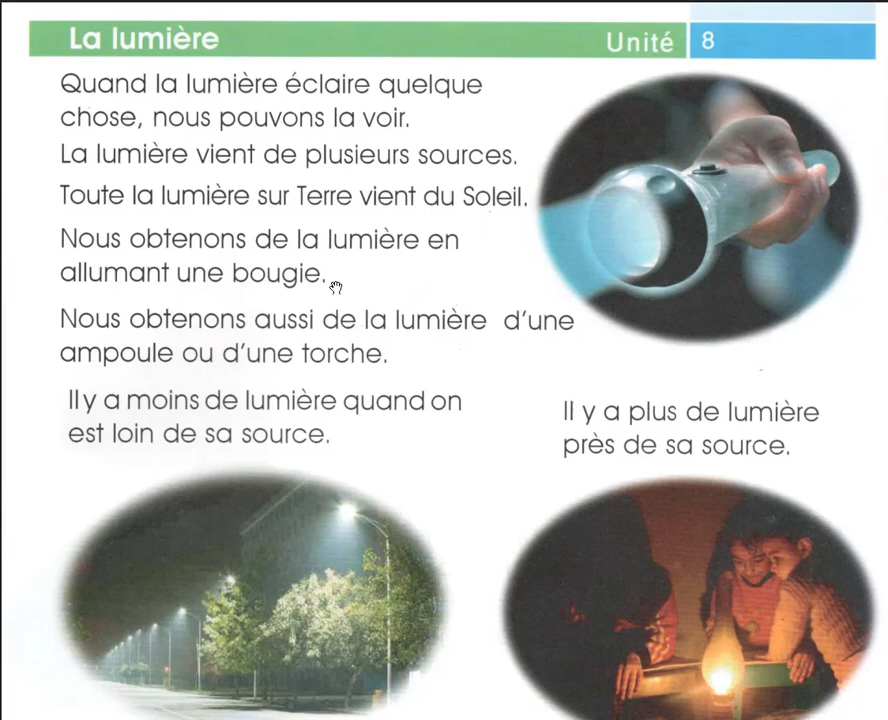 La lumière
Unité 8
Quand la lumière éclaire quelque
chose, nous pouvons la voir.
La lumière vient de plusieurs sources.
Toute la lumière sur Terre vient du Soleil.
Nous obtenons de la lumière en
allumant une bougie.
Nous obtenons aussi de la lumière d'une
ampoule ou d'une torche.
Il y a moins de lumière quand on
est loin de sa source.
Il y a plus de lumière
près de sa source.